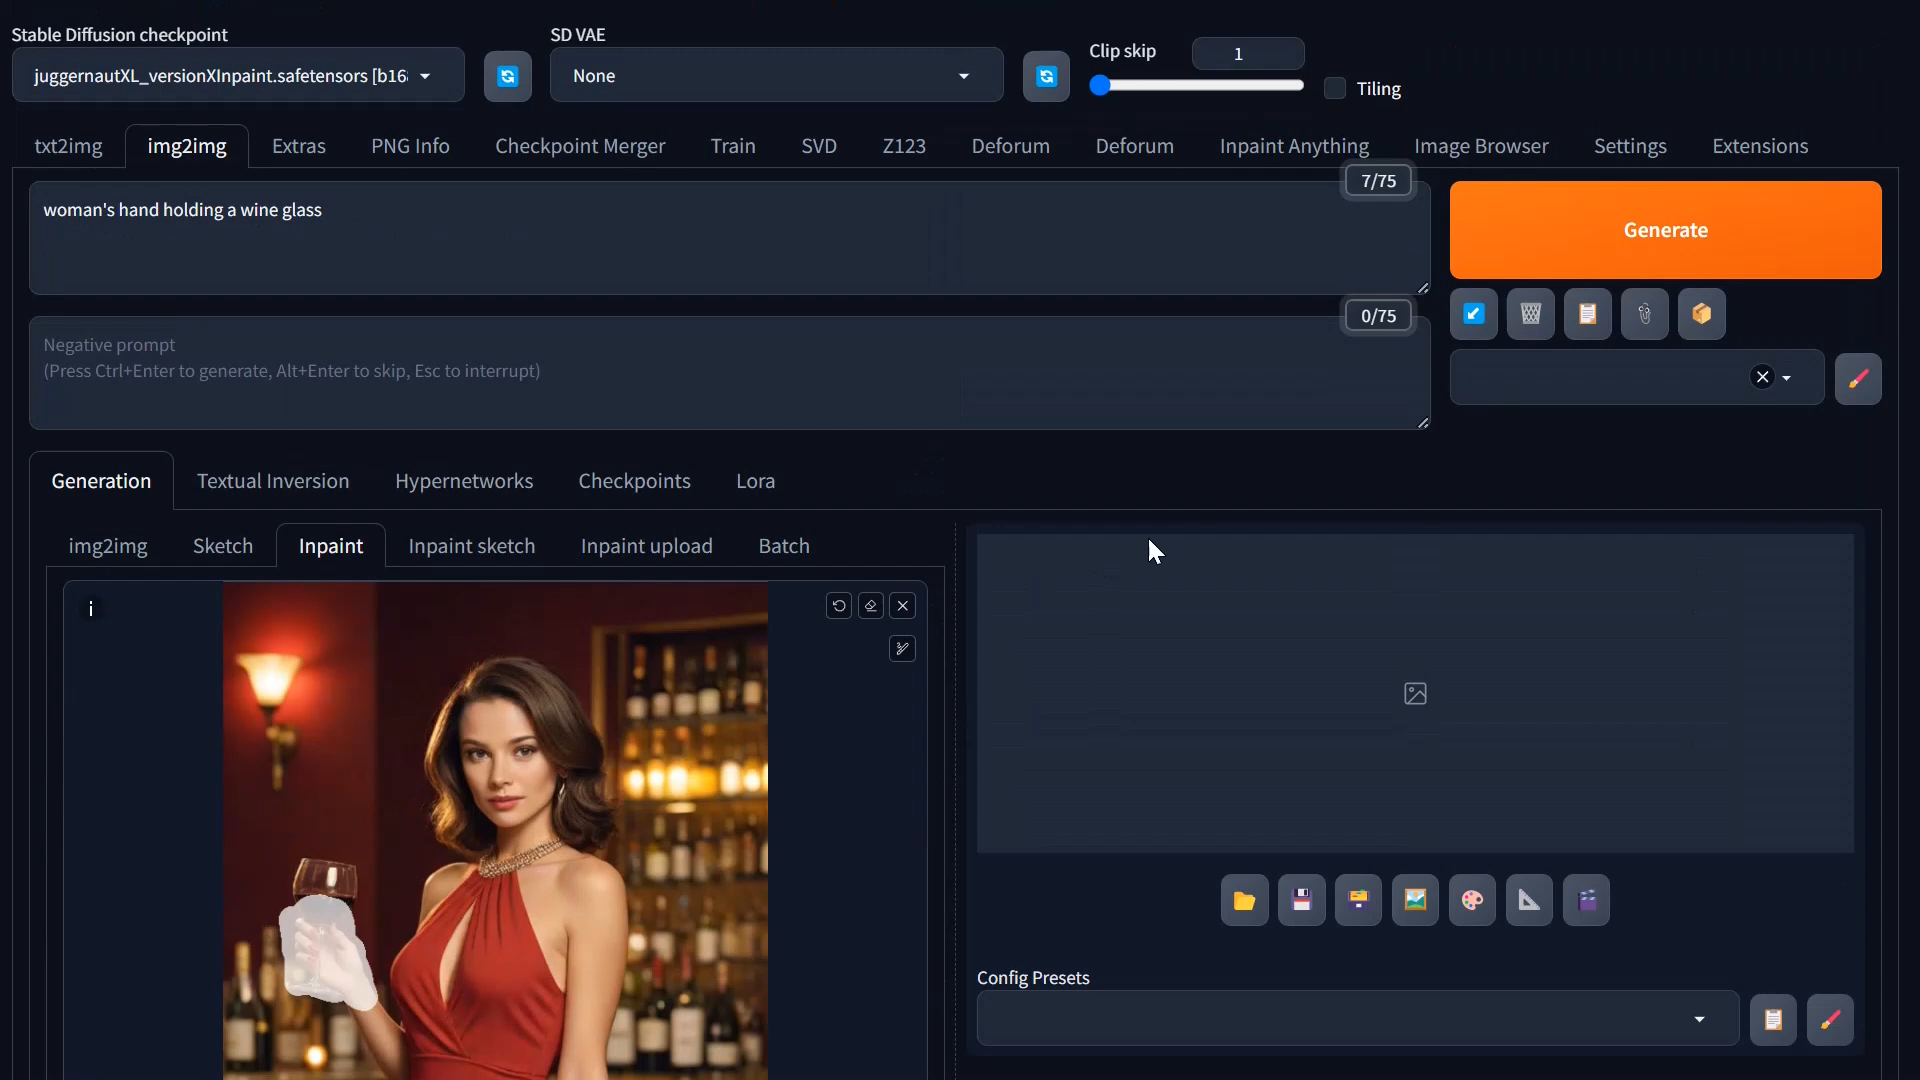 Stable Diffusion checkpoint
juggernautXL_versionXInpaint.safetensors [b16
SD VAE
None
Clip skip
1
Tiling
txt2img
img2img
Extras
PNG Info
Checkpoint Merger
Train
SVD
Z123
Deforum
Deforum
Inpaint Anything
Image Browser
Settings
Extensions
7/75
woman's hand holding a wine glass
Generate
0/75
Negative prompt
(Press Ctrl+Enter to generate, Alt+Enter to skip, Esc to interrupt)
Generation
Textual Inversion
Hypernetworks
Checkpoints
Lora
img2img
Sketch
Inpaint
Inpaint sketch
Inpaint upload
Batch
i
Config Presets